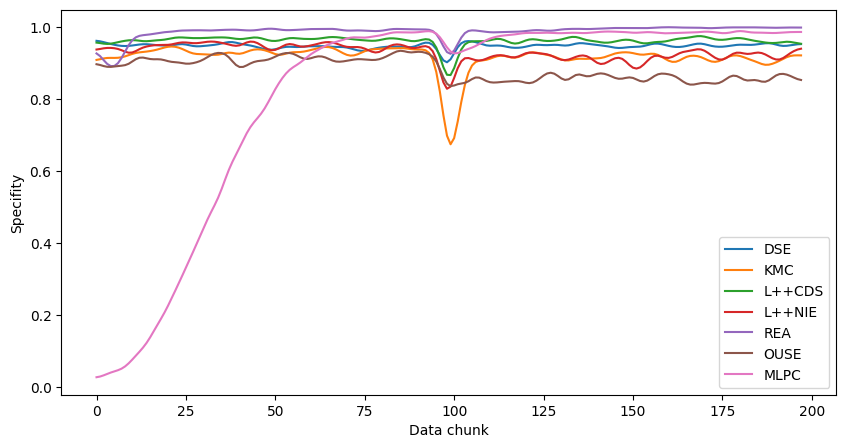 1.0
0.8
0.6
0.4
0.2
0.0
Specifity
0 25 50 75 100 125 150 175 200
Data chunk
DSE
KMC
L++CDS
L++NIE
REA
OUSE
MLPC